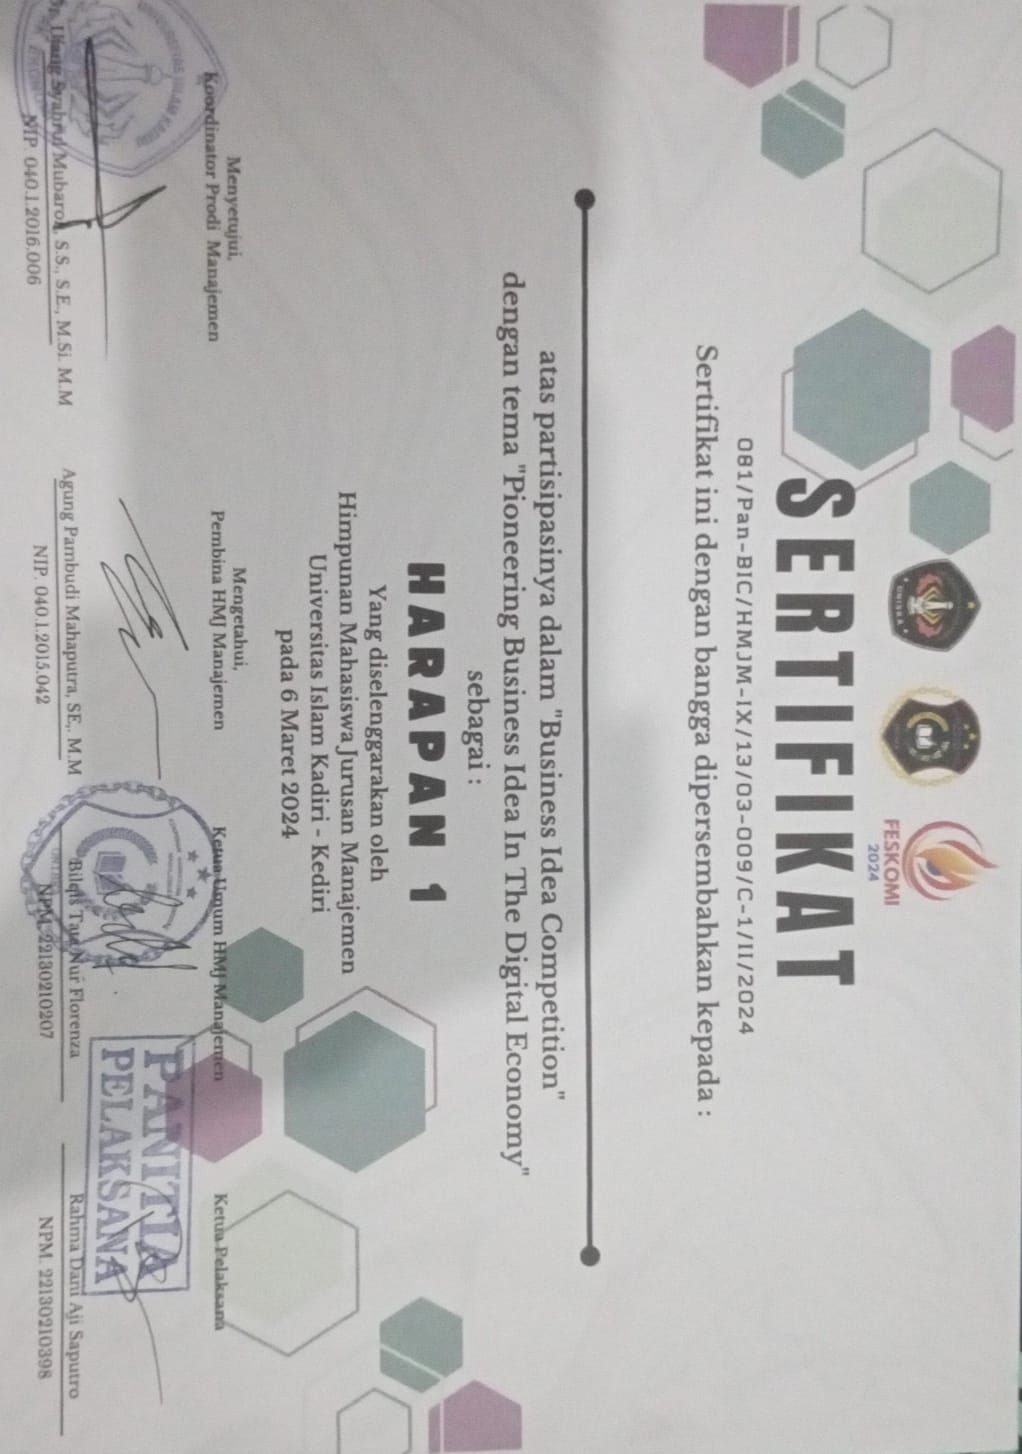 UNISKA
FESKOMI
2024
SERTIFIKAT
081/Pan-BIC/HMJM-IX/13/03-009/C-1/II/2024
Sertifikat ini dengan bangga dipersembahkan kepada :
atas partisipasinya dalam "Business Idea Competition"
dengan tema "Pioneering Business Idea In The Digital Economy"
sebagai :
HARAPAN 1
Yang diselenggarakan oleh
Himpunan Mahasiswa Jurusan Manajemen
Universitas Islam Kadiri - Kediri
pada 6 Maret 2024
Menyetujui,
Koordinator Prodi Manajemen
UNIVERSITAS ISLAM KADIRI
Syahrul Mubarok, S.S., S.E., M.Si. M.M
NIP. 040.1.2016.006
Mengetahui,
Pembina HMJ Manajemen
Agung Pambudi Mahaputra, SE,. M.M
NIP. 040.1.2015.042
Ketua Umum HMJ Manajemen
Bilqis Tata Nur Florenza
NPM. 22130210207
Ketua Pelaksana
PANITIA
PELAKSANA
Rahma Dani Aji Saputro
NPM. 22130210398